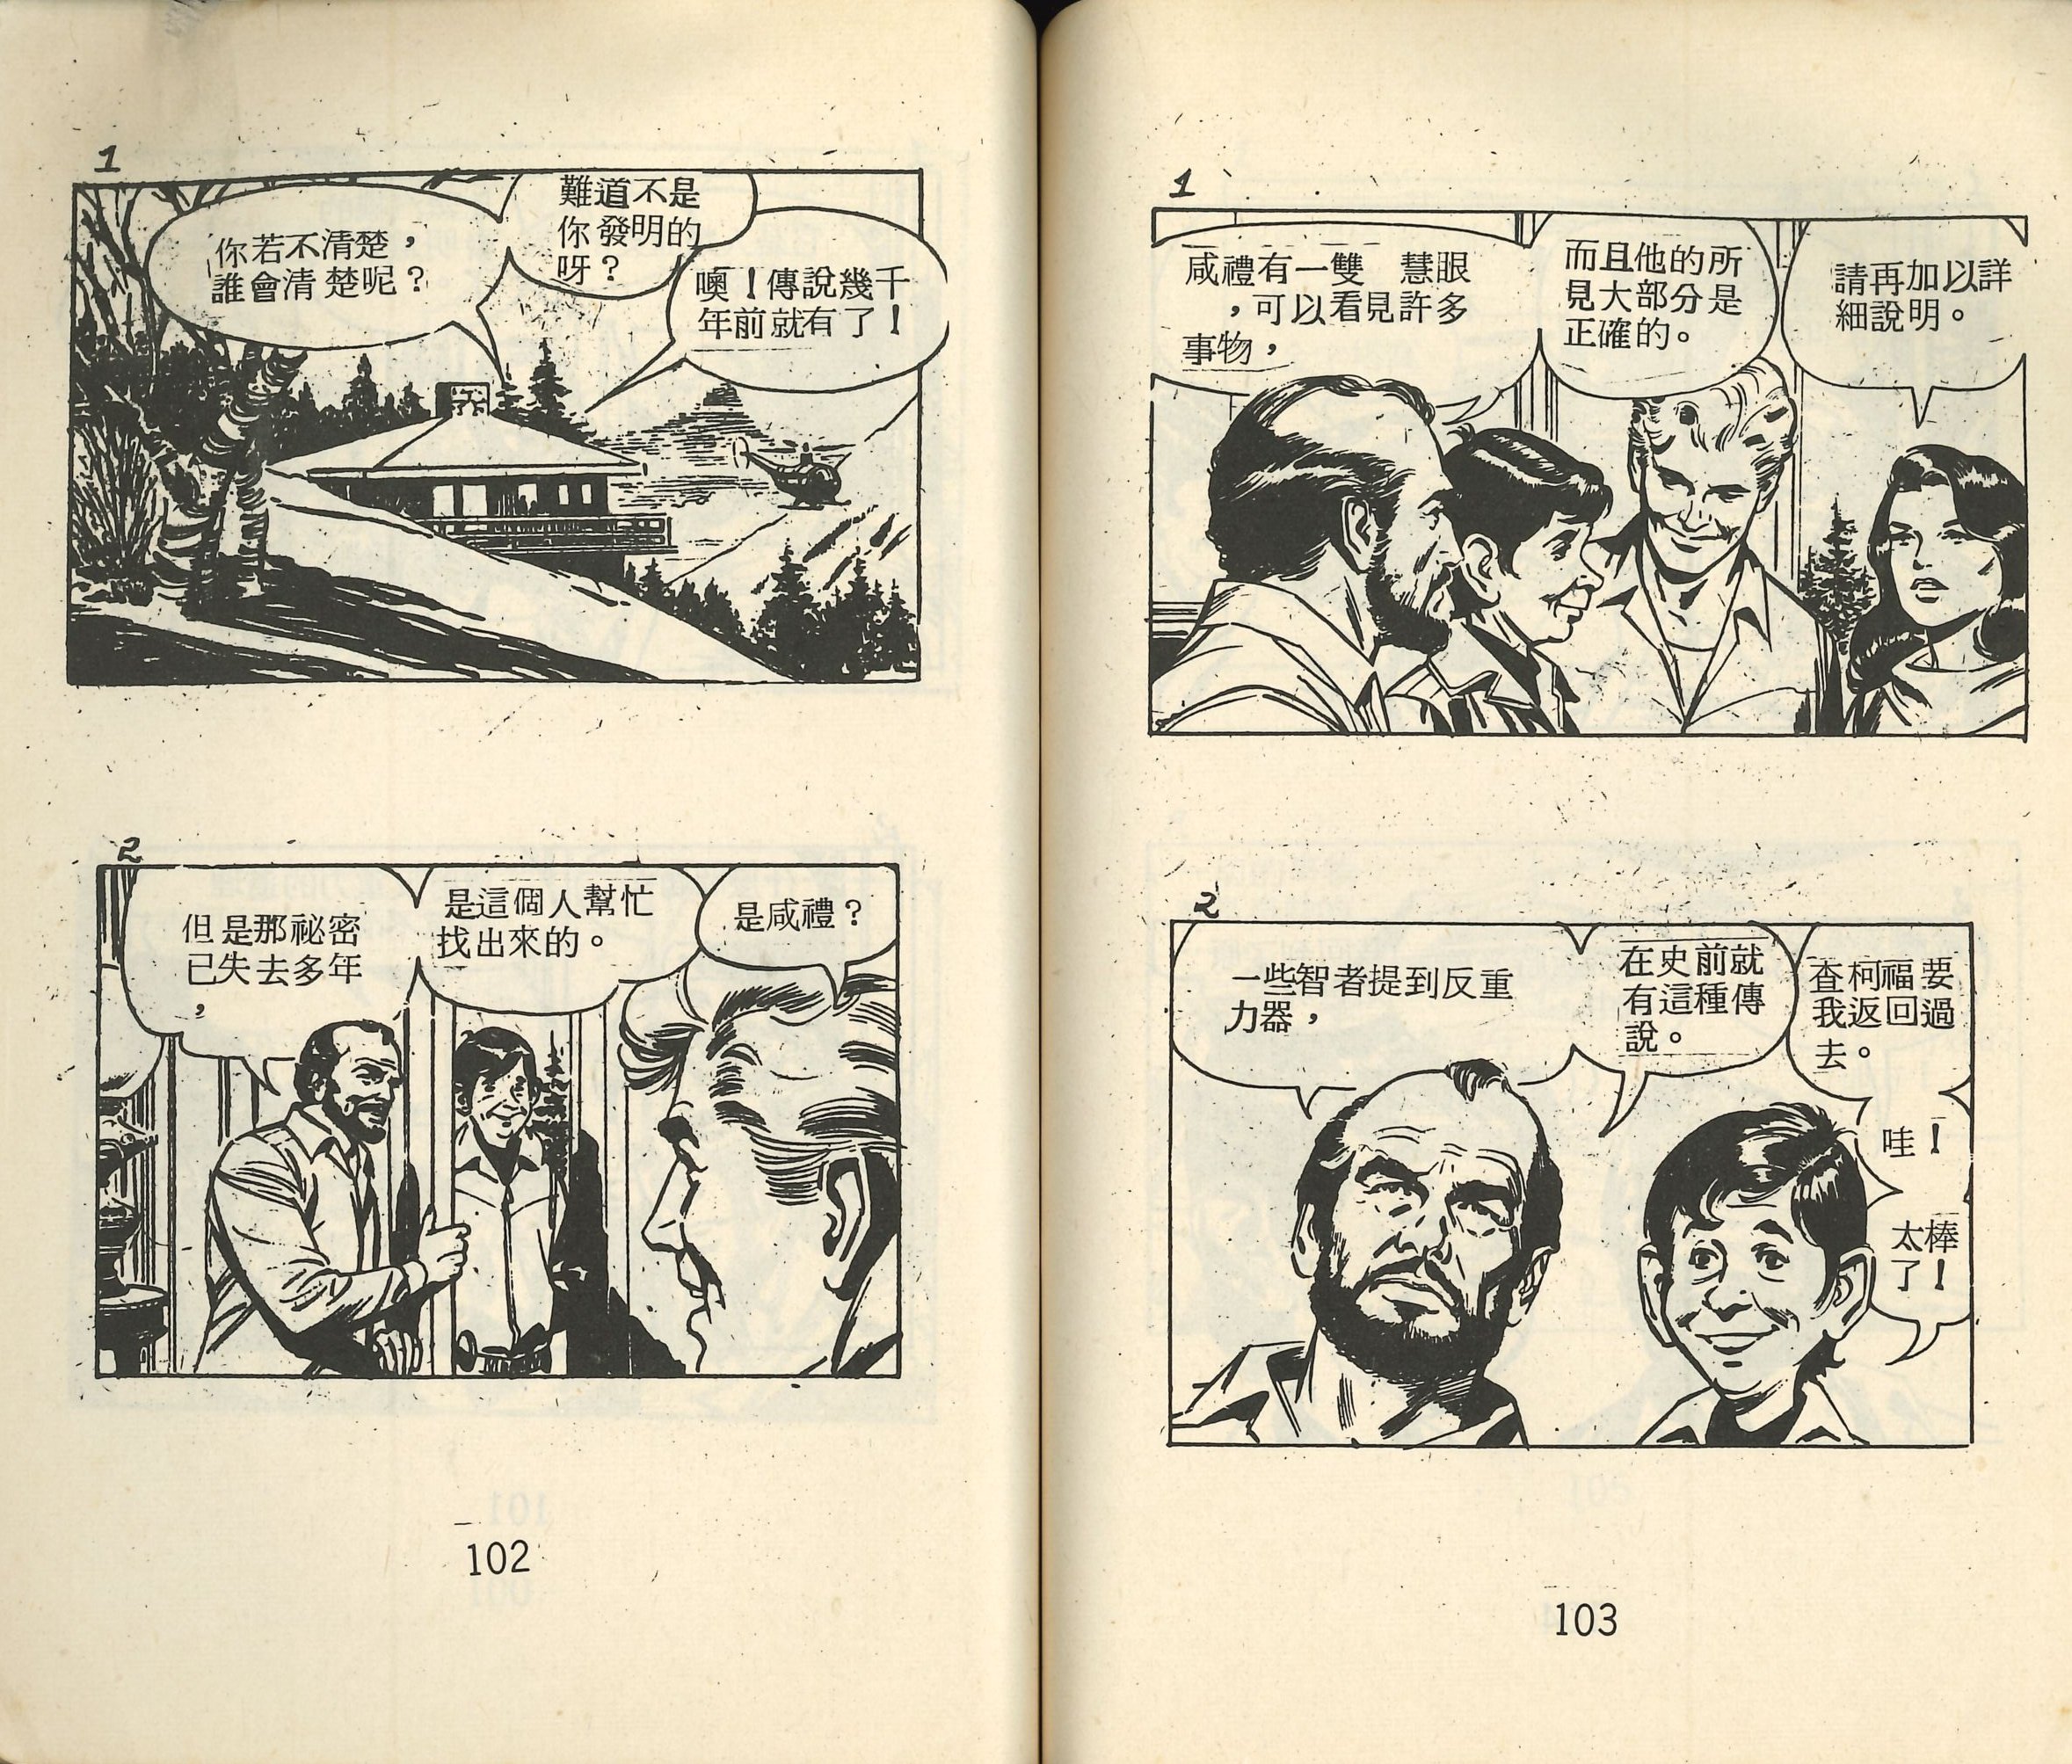 1
你若不清楚，
誰會清楚呢？
難道不是
你發明的
呀？
噢！傳說幾千
年前就有了！
2
但是那祕密
已失去多年
，
是這個人幫忙
找出來的。
是咸禮？
102
1
咸禮有一雙 慧眼
，可以看見許多
事物，
而且他的所
見大部分是
正確的。
請再加以詳
細說明。
2
一些智者提到反重
力器，
在史前就
有這種傳
說。
查柯福要
我返回過
去。
哇！
太棒
了！
103